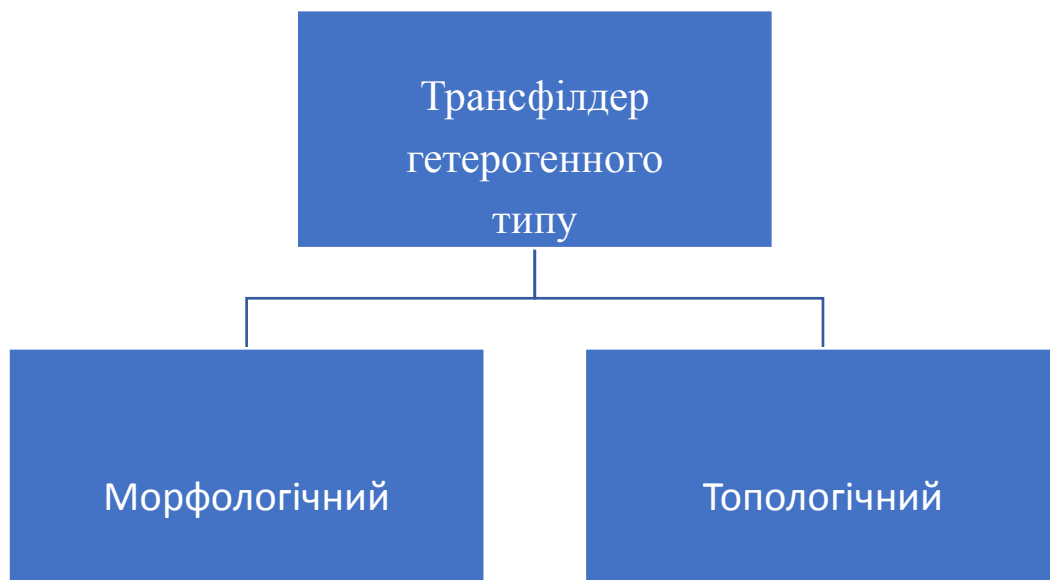 Трансфілдер
гетерогенного
типу
Морфологічний
Топологічний